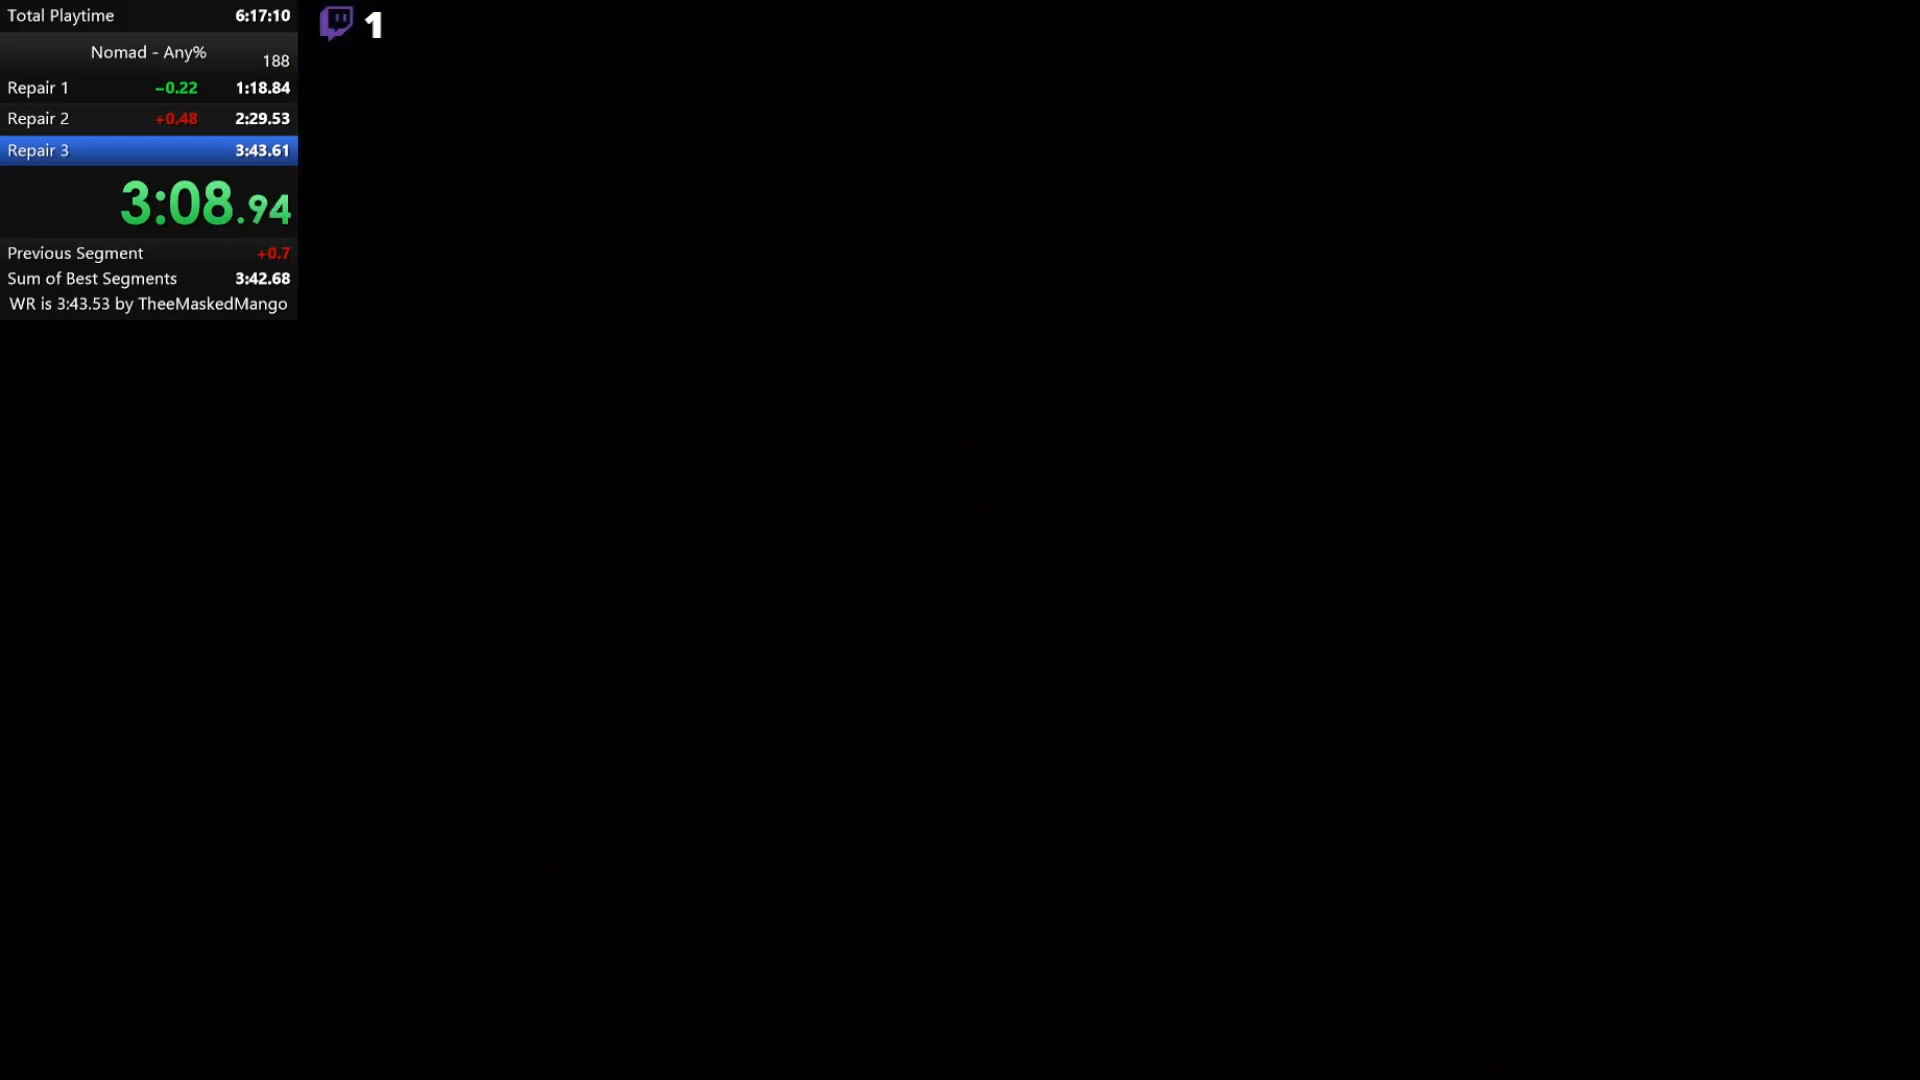 Total Playtime 6:17:10
1
Nomad - Any%
188
Repair 1 -0.22 1:18.84
Repair 2 +0.48 2:29.53
Repair 3 3:43.61
3:08.94
Previous Segment +0.7
Sum of Best Segments 3:42.68
WR is 3:43.53 by TheeMaskedMango